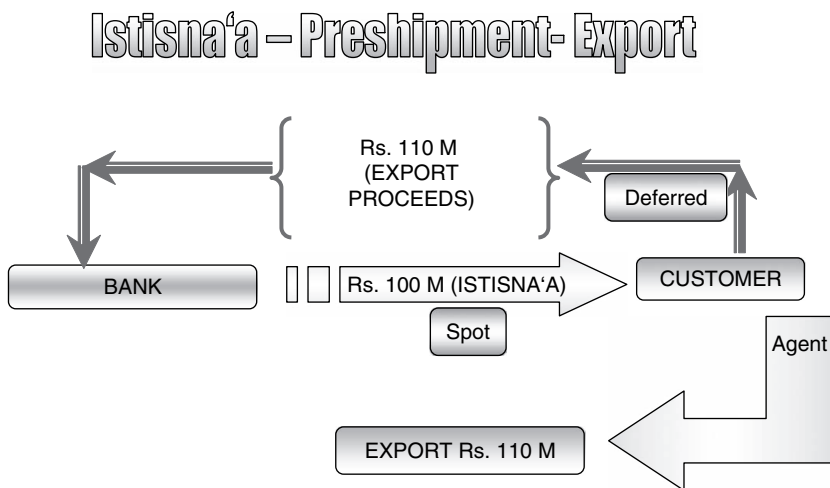 Istisna‘a – Preshipment- Export
Rs. 110 M
(EXPORT
PROCEEDS)
Deferred
BANK
Rs. 100 M (ISTISNA‘A)
CUSTOMER
Spot
Agent
EXPORT Rs. 110 M